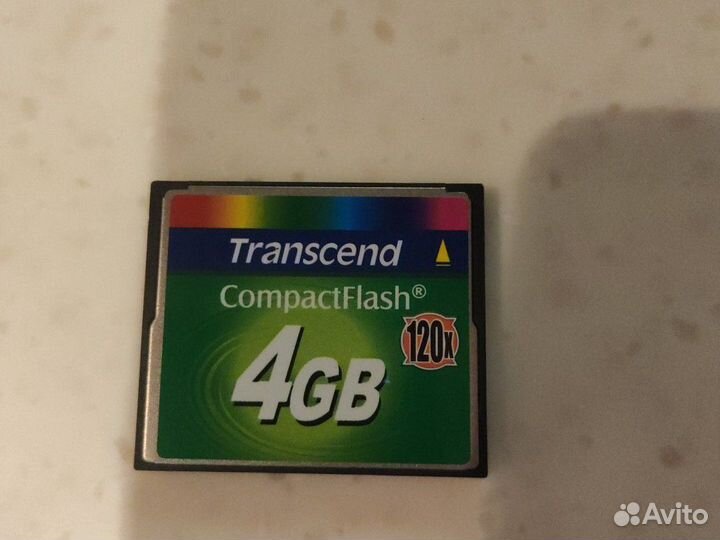 Transcend
CompactFlash®
120x
4GB
Avito